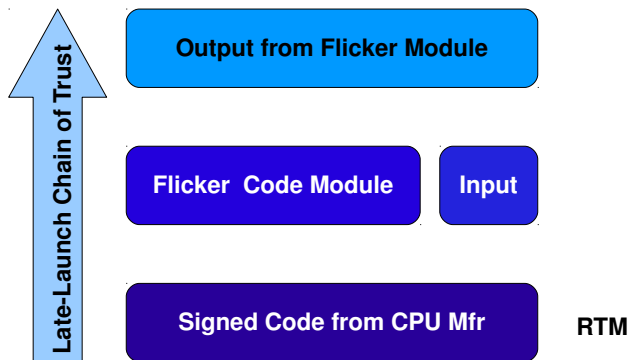 Output from Flicker Module
Late-Launch Chain of Trust
Flicker Code Module
Input
Signed Code from CPU Mfr
RTM